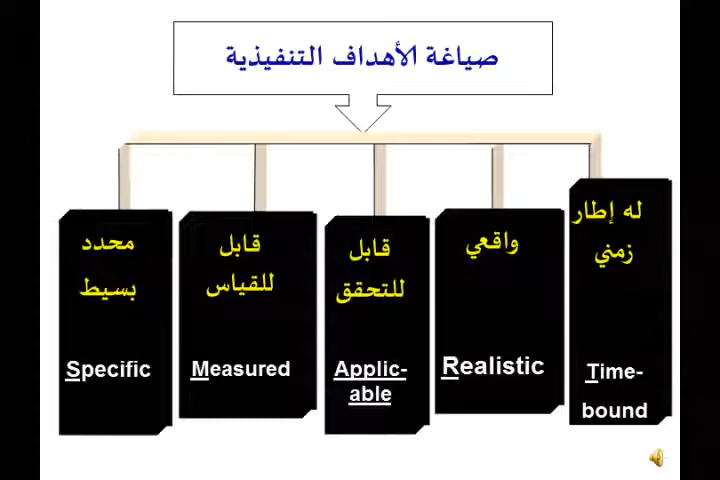 صياغة الأهداف التنفيذية
محدد
بسيط
Specific
قابل
للقياس
Measured
قابل
للتحقق
Applic-
able
واقعي
Realistic
له إطار
زمني
Time-
bound